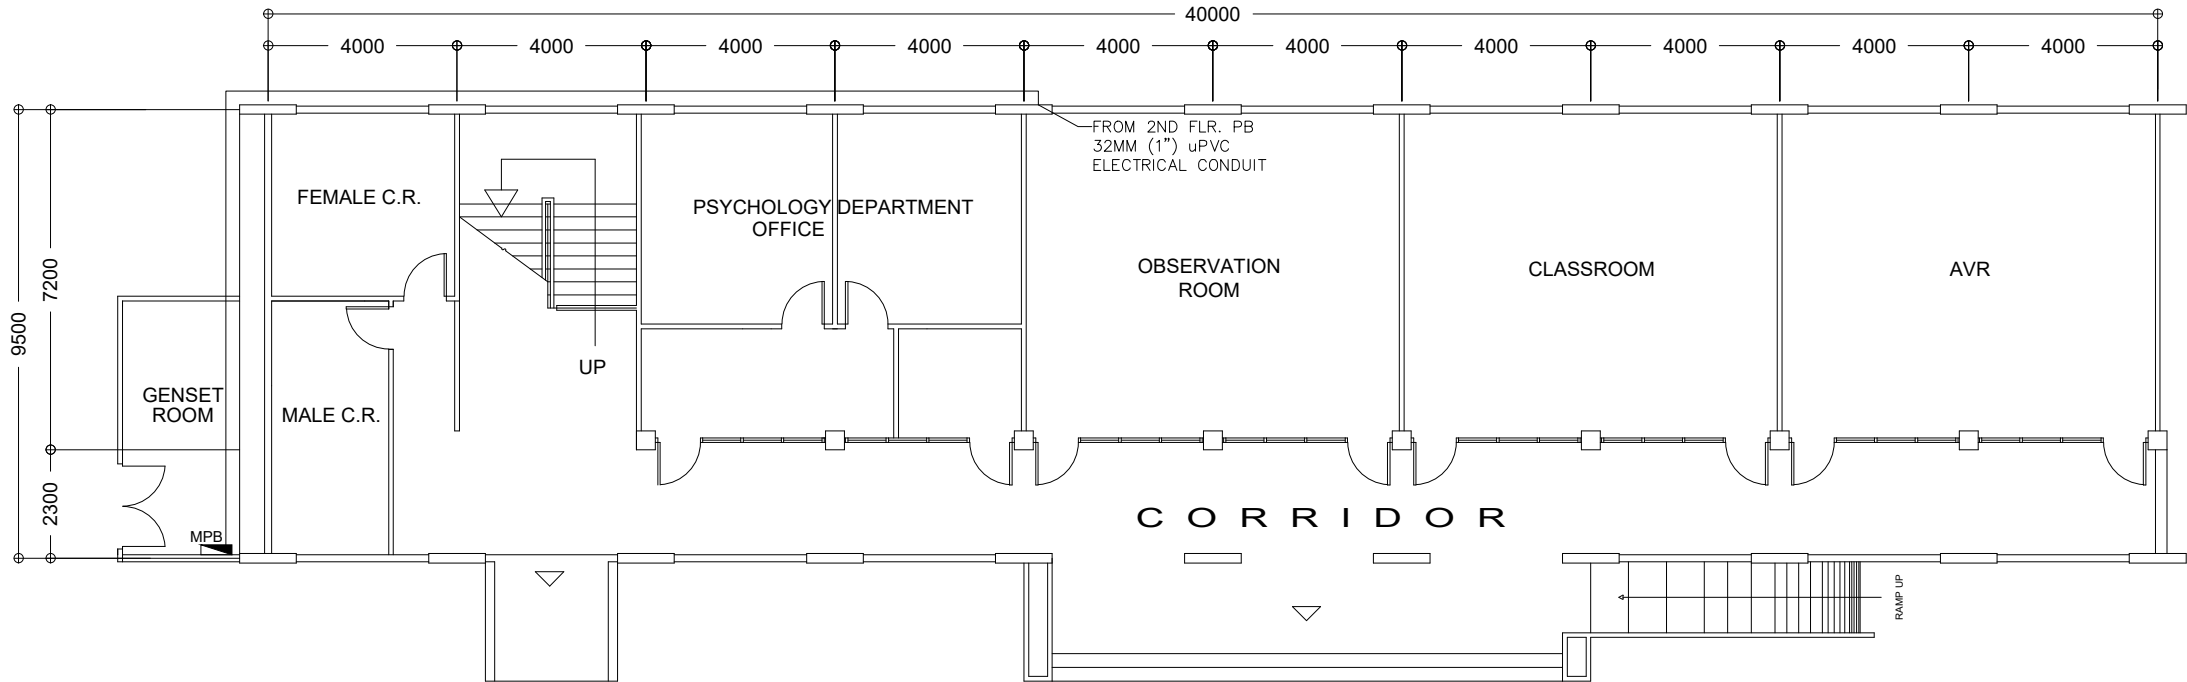 40000
4000 4000 4000 4000 4000 4000 4000 4000 4000 4000
FROM 2ND FLR. PB
32MM (1") uPVC
ELECTRICAL CONDUIT
FEMALE C.R.
PSYCHOLOGY DEPARTMENT
OFFICE
OBSERVATION
ROOM
CLASSROOM
AVR
7200
9500
UP
GENSET
ROOM
MALE C.R.
2300
MPB
CORRIDOR
RAMP UP